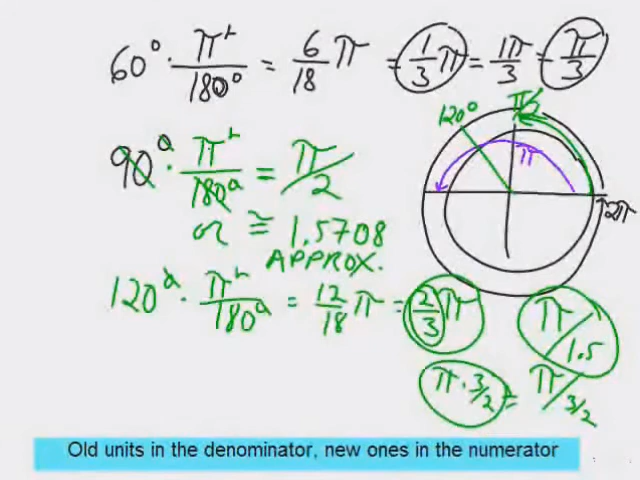 60° · π^r / 180° = 6/18 π = 1/3 π = 1π/3 = π/3
120° π/2
90° · π^r / 180° = π/2
π
2π
or ≅ 1.5708
APPROX.
120° · π^r / 180° = 12/18 π = 2/3 π
π/1.5
π · 3/2 = π/3/2
Old units in the denominator, new ones in the numerator